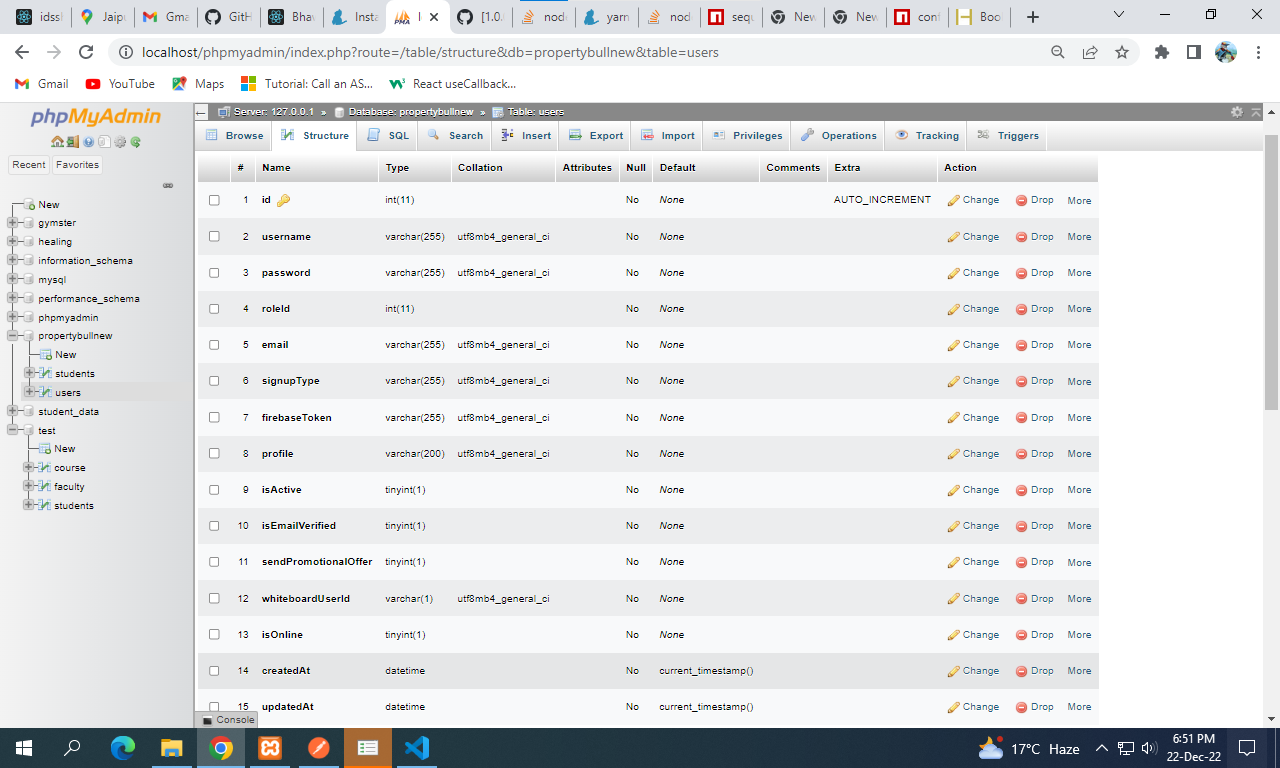 idssl
Jaipu
Gma
GitH
Bhav
Insta
[1.0.
node
yarn
node
sequ
New
New
conf
Boo
localhost/phpmyadmin/index.php?route=/table/structure&db=propertybullnew&table=users
Gmail YouTube Maps Tutorial: Call an AS... React useCallback...
phpMyAdmin
Recent Favorites
New
gymster
healing
information_schema
mysql
performance_schema
phpmyadmin
propertybullnew
New
students
users
student_data
test
New
course
faculty
students
Server: 127.0.0.1 » Database: propertybullnew » Table: users
Browse Structure SQL Search Insert Export Import Privileges Operations Tracking Triggers
# Name Type Collation Attributes Null Default Comments Extra Action
1 id int(11) No None AUTO_INCREMENT Change Drop More
2 username varchar(255) utf8mb4_general_ci No None Change Drop More
3 password varchar(255) utf8mb4_general_ci No None Change Drop More
4 roleId int(11) No None Change Drop More
5 email varchar(255) utf8mb4_general_ci No None Change Drop More
6 signupType varchar(255) utf8mb4_general_ci No None Change Drop More
7 firebaseToken varchar(255) utf8mb4_general_ci No None Change Drop More
8 profile varchar(200) utf8mb4_general_ci No None Change Drop More
9 isActive tinyint(1) No None Change Drop More
10 isEmailVerified tinyint(1) No None Change Drop More
11 sendPromotionalOffer tinyint(1) No None Change Drop More
12 whiteboardUserId varchar(1) utf8mb4_general_ci No None Change Drop More
13 isOnline tinyint(1) No None Change Drop More
14 createdAt datetime No current_timestamp() Change Drop More
15 updatedAt datetime No current_timestamp() Change Drop More
Console
17°C Haze
6:51 PM
22-Dec-22